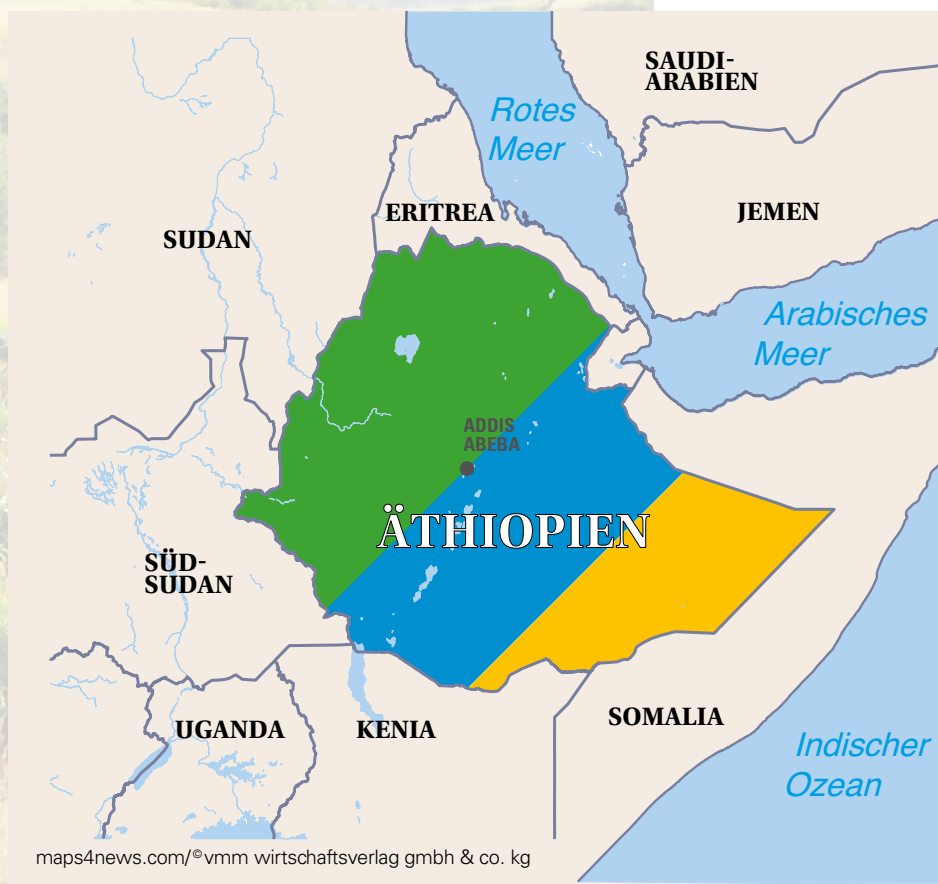 SAUDI-
ARABIEN
Rotes
Meer
ERITREA
JEMEN
SUDAN
Arabisches
Meer
ADDIS
ABEBA
ÄTHIOPIEN
SÜD-
SUDAN
UGANDA
KENIA
SOMALIA
Indischer
Ozean
maps4news.com/©vmm wirtschaftsverlag gmbh & co. kg